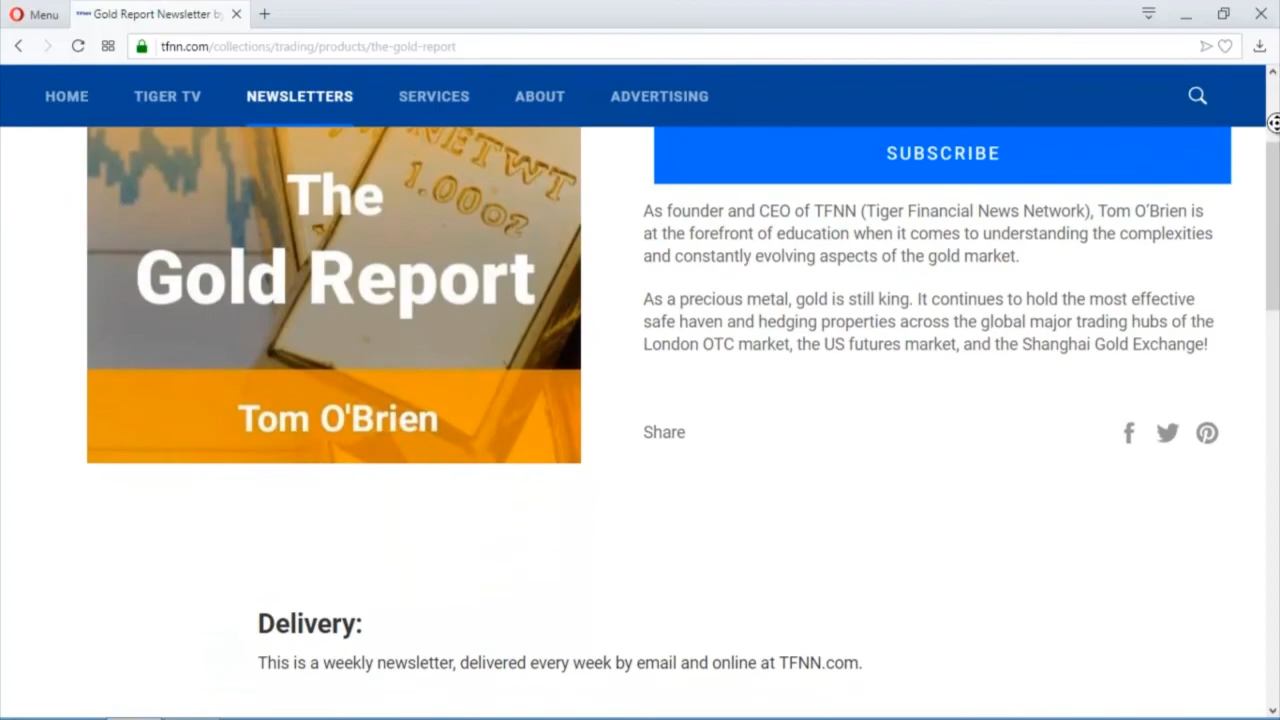 Menu
Gold Report Newsletter by
tfnn.com/collections/trading/products/the-gold-report
HOME
TIGER TV
NEWSLETTERS
SERVICES
ABOUT
ADVERTISING
NETWT
1.00oz
The
Gold Report
Tom O'Brien
SUBSCRIBE
As founder and CEO of TFNN (Tiger Financial News Network), Tom O'Brien is
at the forefront of education when it comes to understanding the complexities
and constantly evolving aspects of the gold market.
As a precious metal, gold is still king. It continues to hold the most effective
safe haven and hedging properties across the global major trading hubs of the
London OTC market, the US futures market, and the Shanghai Gold Exchange!
Share
Delivery:
This is a weekly newsletter, delivered every week by email and online at TFNN.com.